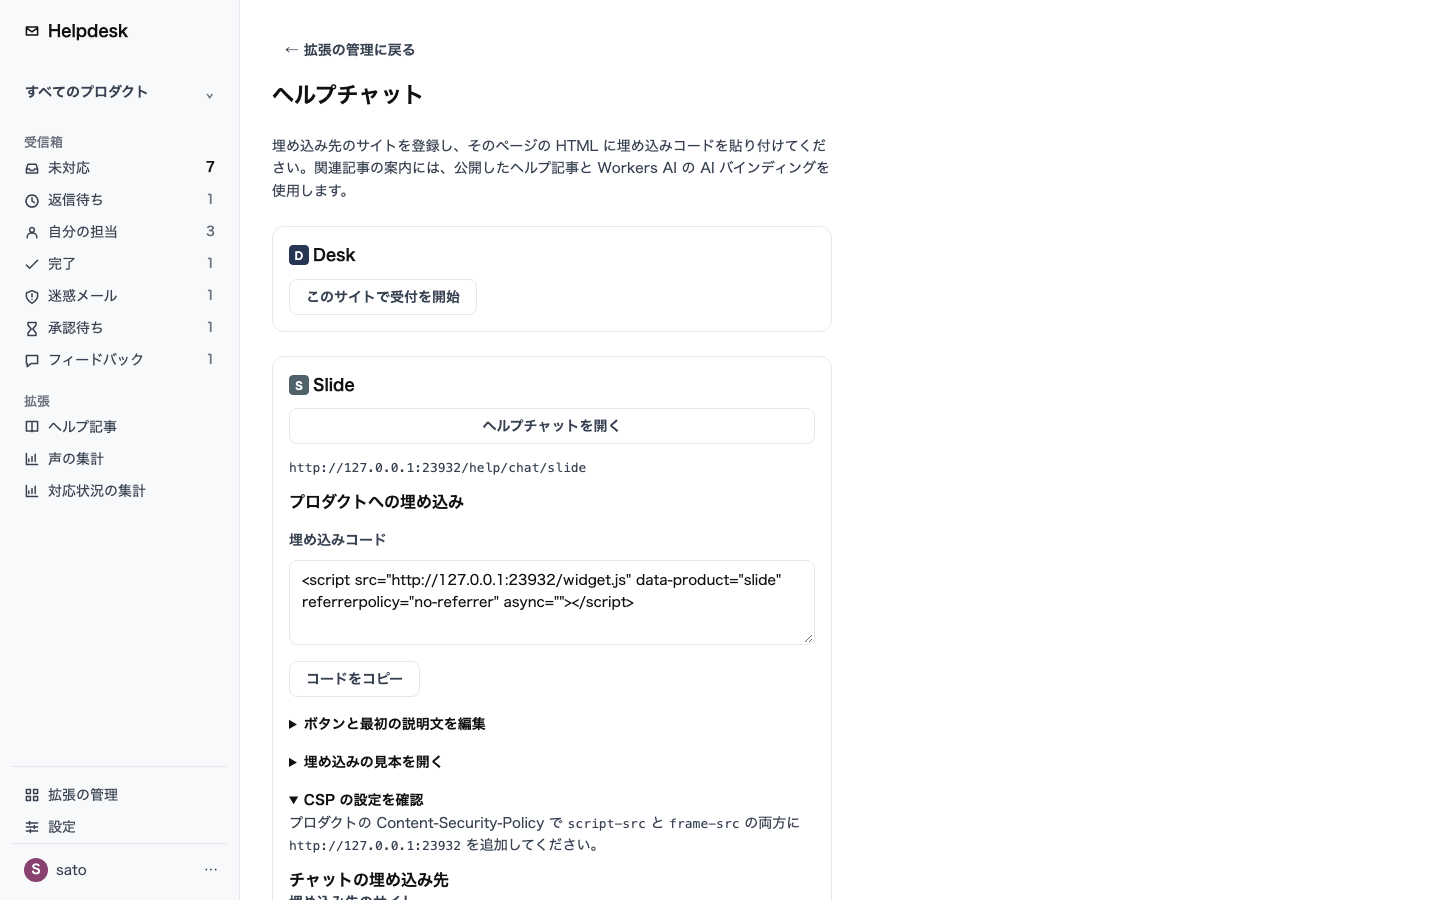 Helpdesk
すべてのプロダクト
受信箱
未対応 7
返信待ち 1
自分の担当 3
完了 1
迷惑メール 1
承認待ち 1
フィードバック 1
拡張
ヘルプ記事
声の集計
対応状況の集計
拡張の管理
設定
S sato ...
← 拡張の管理に戻る
ヘルプチャット
埋め込み先のサイトを登録し、そのページの HTML に埋め込みコードを貼り付けてくだ
さい。関連記事の案内には、公開したヘルプ記事と Workers AI の AI バインディングを
使用します。
D Desk
このサイトで受付を開始
S Slide
ヘルプチャットを開く
http://127.0.0.1:23932/help/chat/slide
プロダクトへの埋め込み
埋め込みコード
<script src="http://127.0.0.1:23932/widget.js" data-product="slide"
referrerpolicy="no-referrer" async=""></script>
コードをコピー
▶ ボタンと最初の説明文を編集
▶ 埋め込みの見本を開く
▼ CSP の設定を確認
プロダクトの Content-Security-Policy で script-src と frame-src の両方に
http://127.0.0.1:23932 を追加してください。
チャットの埋め込み先
埋め込み先のサイト